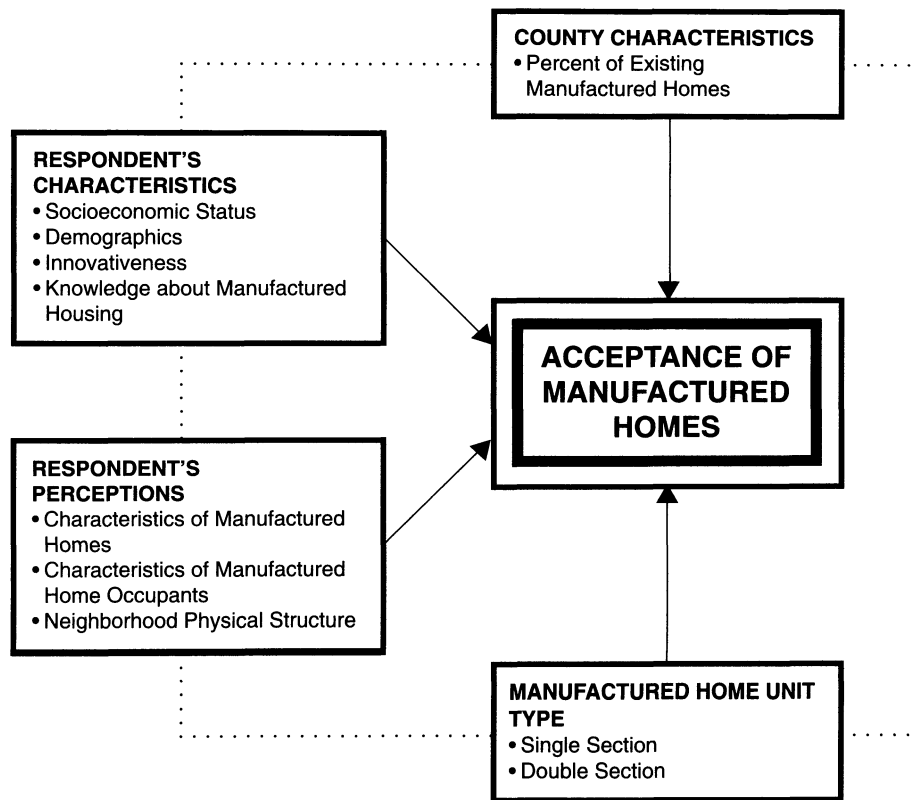 COUNTY CHARACTERISTICS
• Percent of Existing
Manufactured Homes
RESPONDENT'S
CHARACTERISTICS
• Socioeconomic Status
• Demographics
• Innovativeness
• Knowledge about Manufactured
Housing
ACCEPTANCE OF
MANUFACTURED
HOMES
RESPONDENT'S
PERCEPTIONS
• Characteristics of Manufactured
Homes
• Characteristics of Manufactured
Home Occupants
• Neighborhood Physical Structure
MANUFACTURED HOME UNIT
TYPE
• Single Section
• Double Section